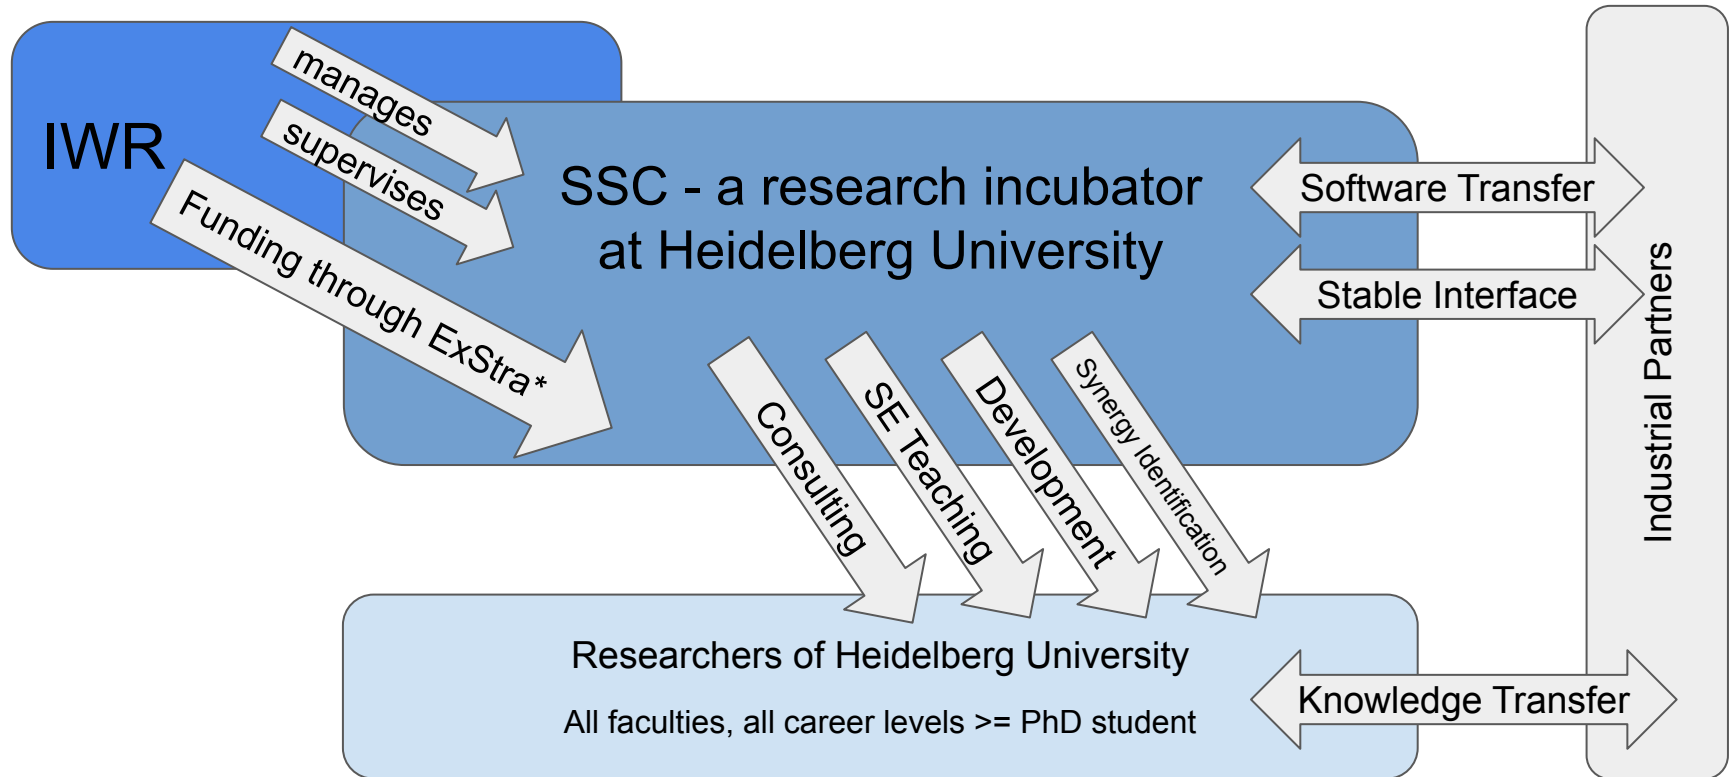 manages
IWR
supervises
Funding through ExStra*
SSC - a research incubator
at Heidelberg University
Software Transfer
Stable Interface
Industrial Partners
Consulting
SE Teaching
Development
Synergy Identification
Researchers of Heidelberg University
All faculties, all career levels >= PhD student
Knowledge Transfer